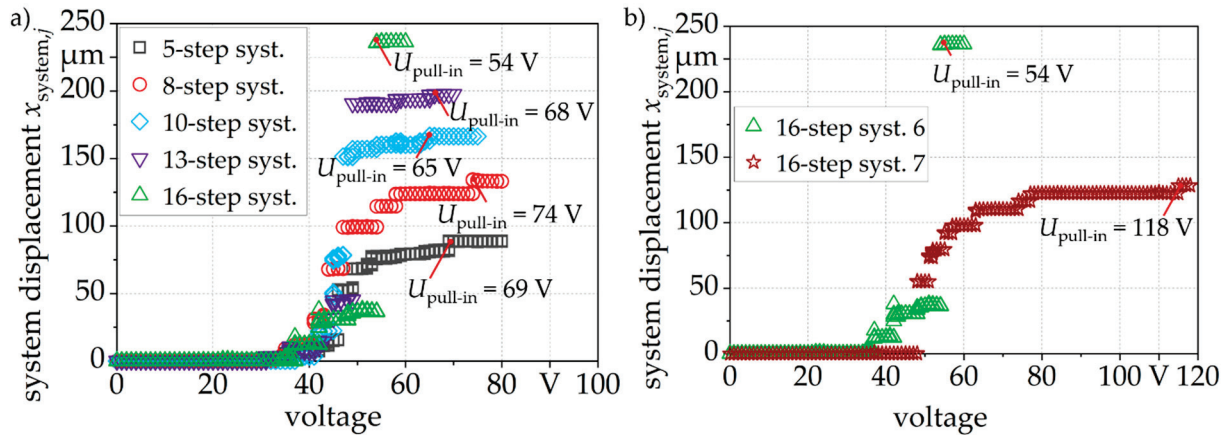 a)
system displacement x_system,j
250
µm
200
150
100
50
0
0 20 40 60 80 V 100
voltage
5-step syst.
8-step syst.
10-step syst.
13-step syst.
16-step syst.
U_pull-in = 54 V
U_pull-in = 68 V
U_pull-in = 65 V
U_pull-in = 74 V
U_pull-in = 69 V
b)
system displacement x_system,j
250
µm
200
150
100
50
0
0 20 40 60 80 100 V 120
voltage
16-step syst. 6
16-step syst. 7
U_pull-in = 54 V
U_pull-in = 118 V